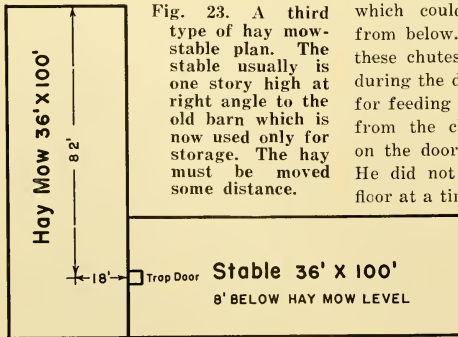 Fig. 23. A third
type of hay mow-
stable plan. The
stable usually is
one story high at
right angle to the
old barn which is
now used only for
storage. The hay
must be moved
some distance.
which could
from below.
these chutes
during the d
for feeding
from the c
on the door
He did not
floor at a tin
Hay Mow 36' X 100'
82'
18'
Trap Door
Stable 36' X 100'
8' BELOW HAY MOW LEVEL